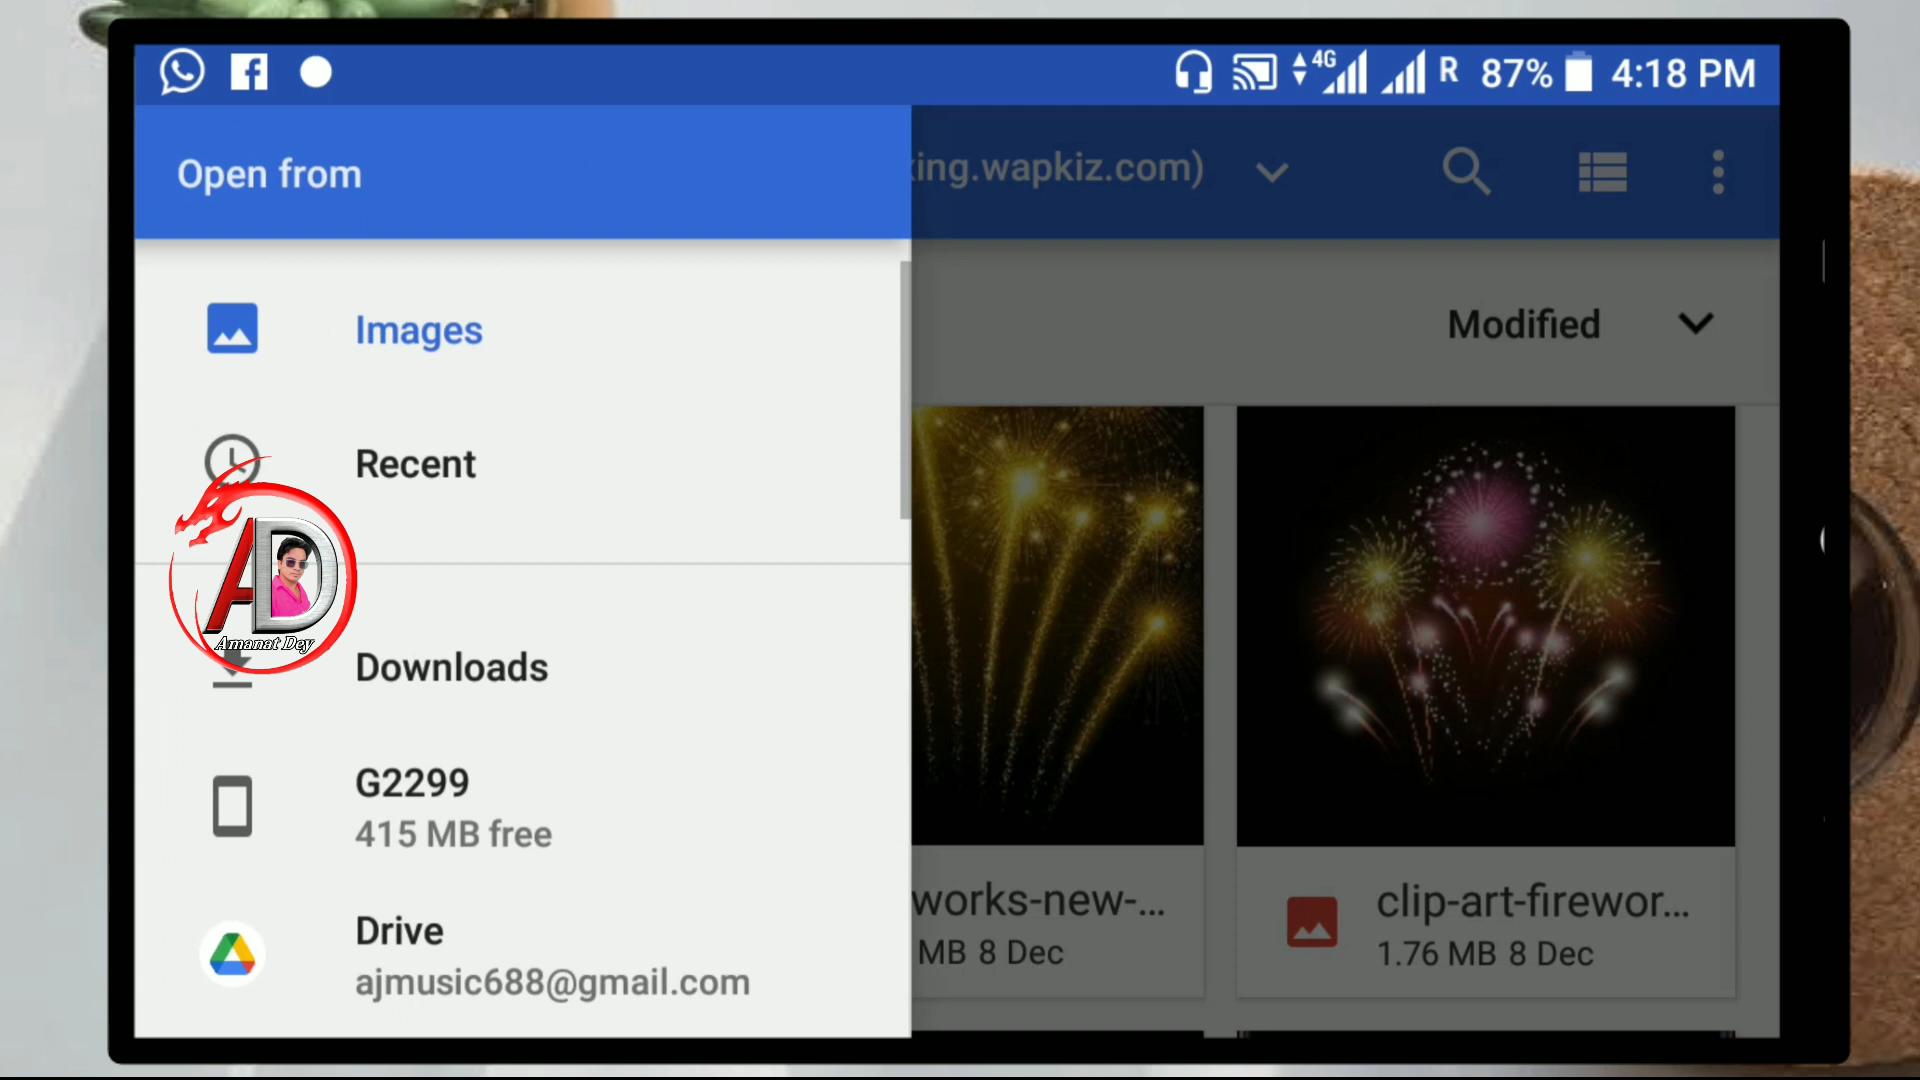 4G R 87% 4:18 PM
Open from
ing.wapkiz.com)
Images
Modified
Recent
AD
Amanat Dey
Downloads
G2299
415 MB free
works-new-...
MB 8 Dec
clip-art-firewor...
1.76 MB 8 Dec
Drive
ajmusic688@gmail.com